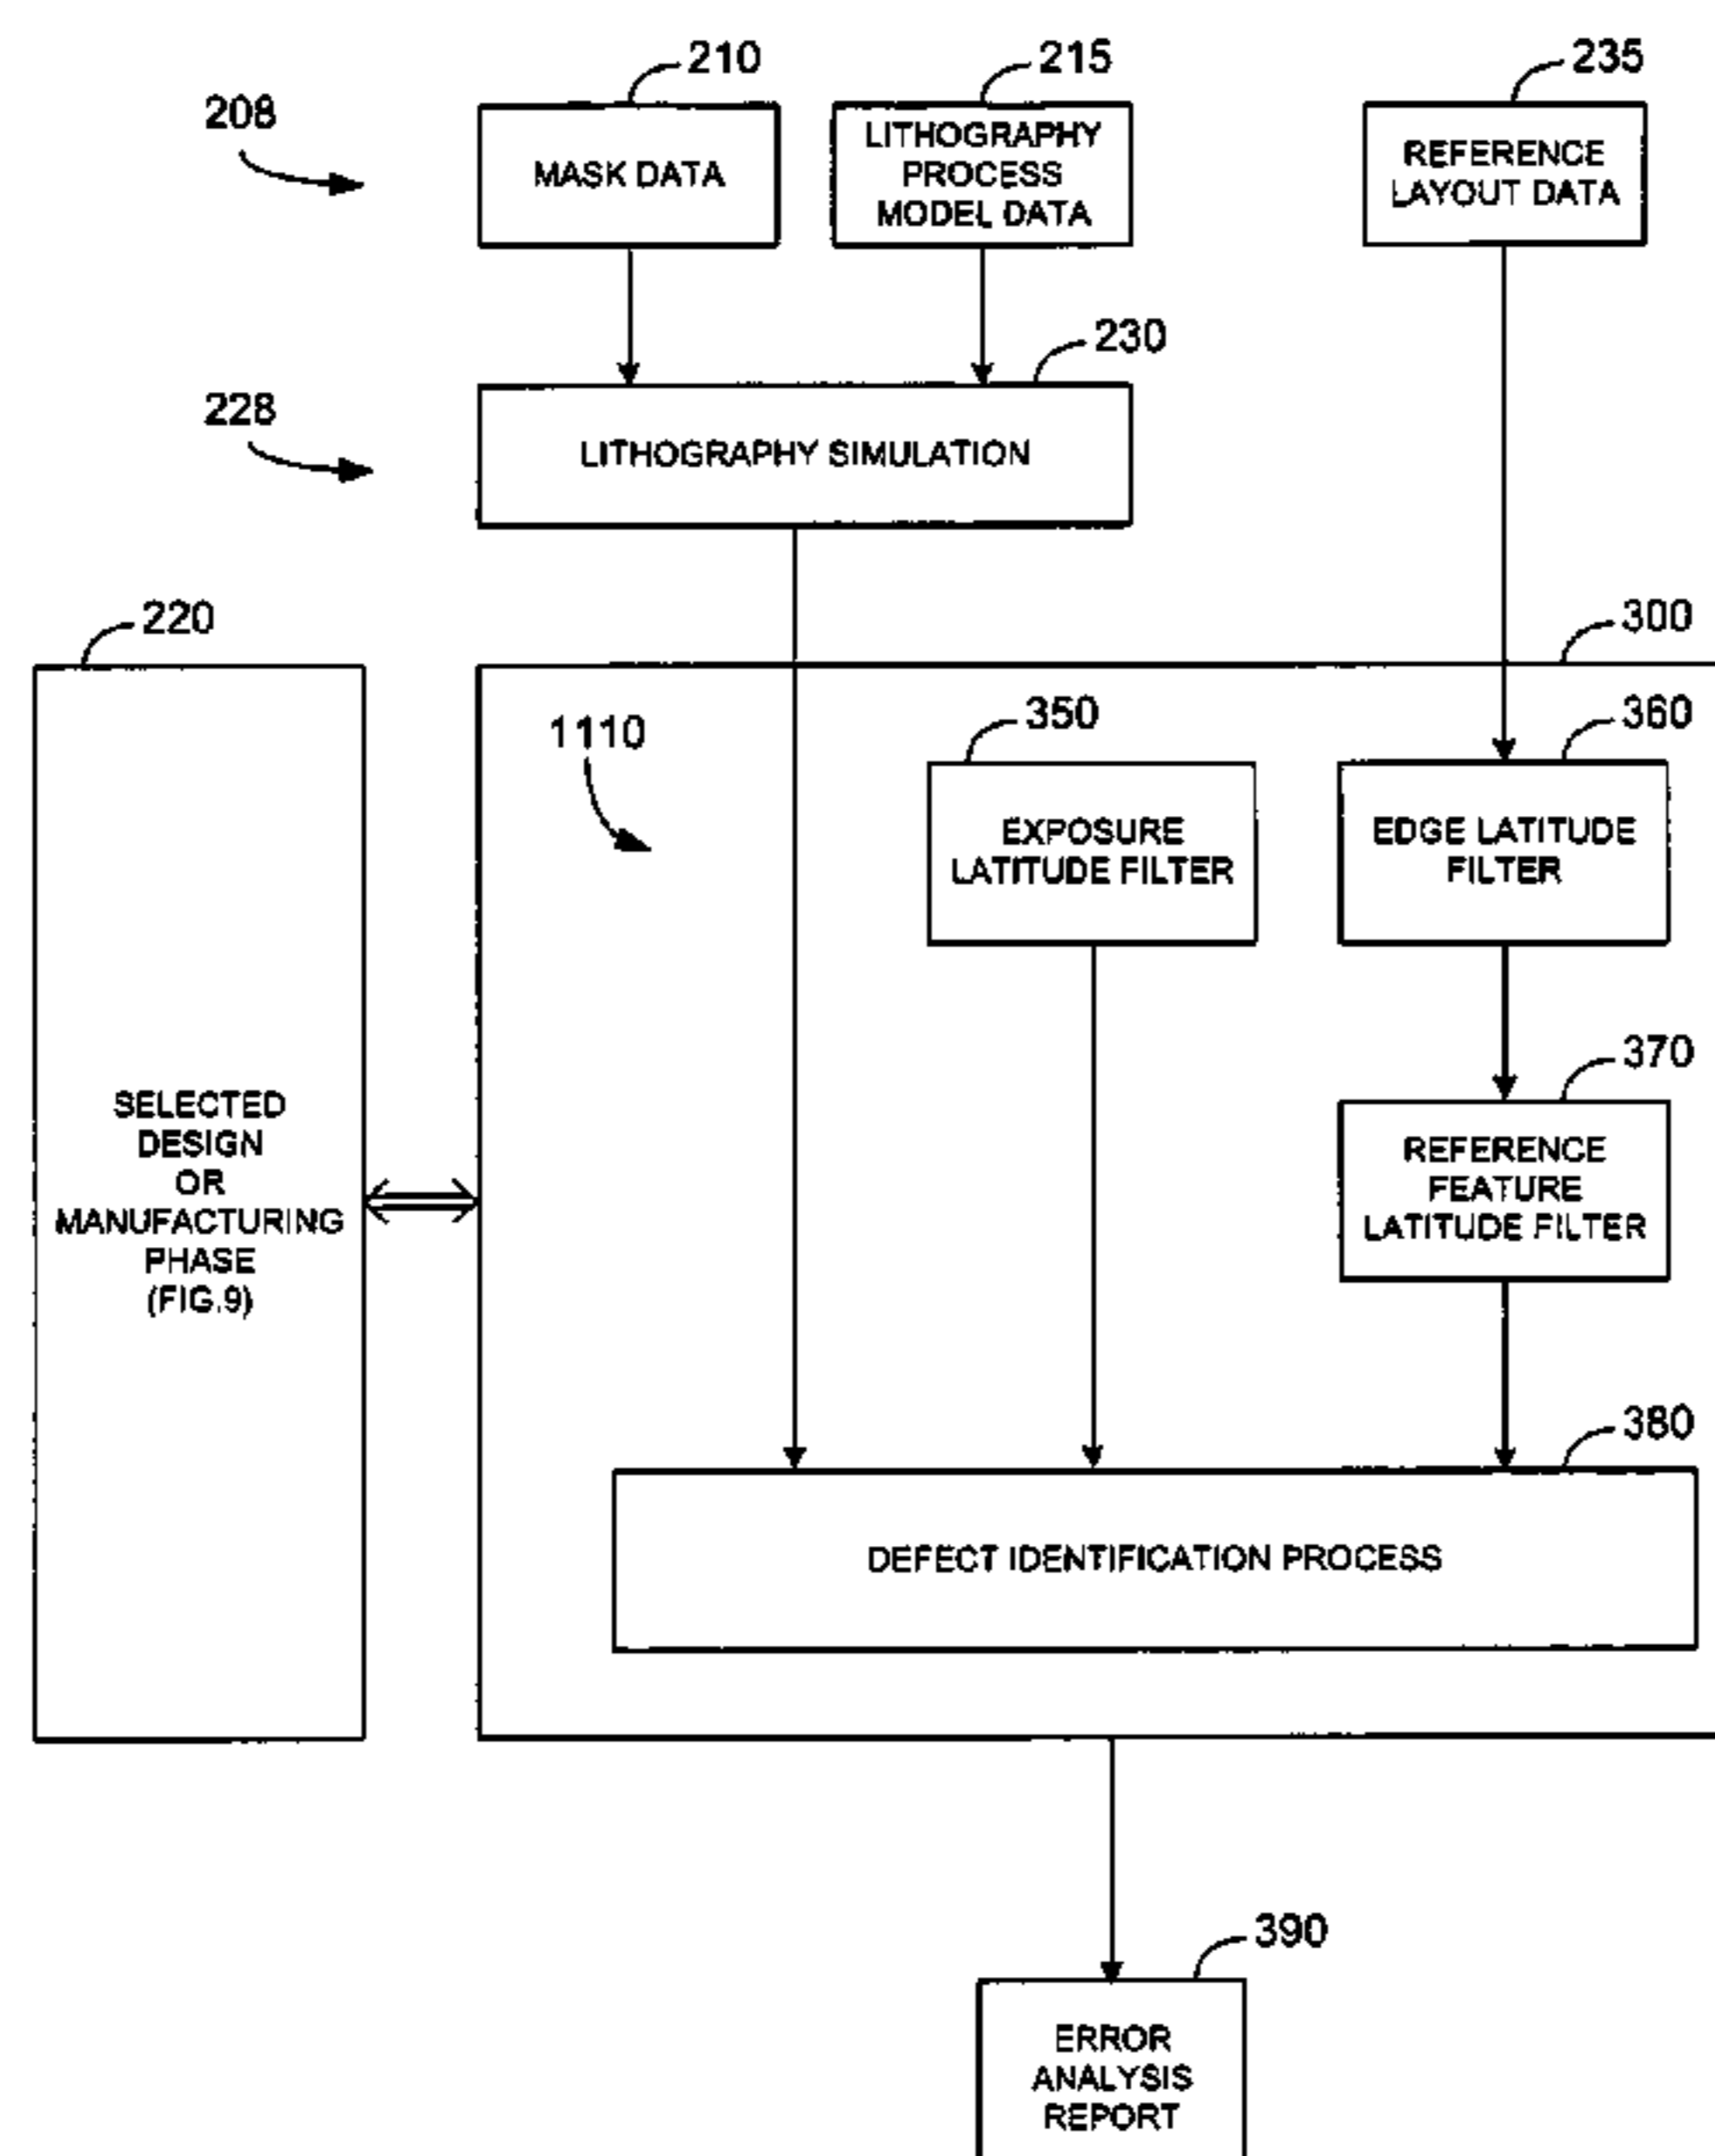 210
215
235
208
MASK DATA
LITHOGRAPHY
PROCESS
MODEL DATA
REFERENCE
LAYOUT DATA
230
228
LITHOGRAPHY SIMULATION
220
300
1110
350
360
EXPOSURE
LATITUDE FILTER
EDGE LATITUDE
FILTER
370
SELECTED
DESIGN
OR
MANUFACTURING
PHASE
(FIG.9)
REFERENCE
FEATURE
LATITUDE FILTER
380
DEFECT IDENTIFICATION PROCESS
390
ERROR
ANALYSIS
REPORT